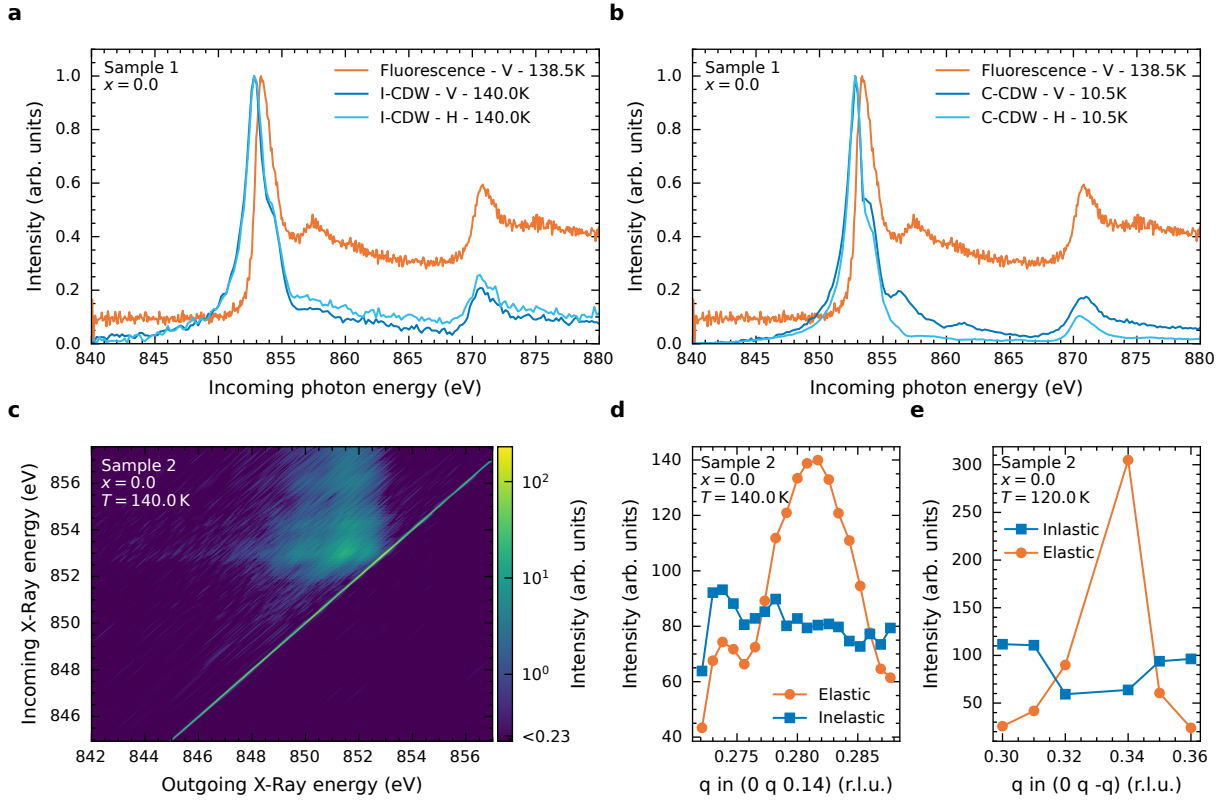 a
Sample 1
x = 0.0
Fluorescence - V - 138.5K
I-CDW - V - 140.0K
I-CDW - H - 140.0K
1.0
0.8
0.6
0.4
0.2
0.0
Intensity (arb. units)
840 845 850 855 860 865 870 875 880
Incoming photon energy (eV)
b
Sample 1
x = 0.0
Fluorescence - V - 138.5K
C-CDW - V - 10.5K
C-CDW - H - 10.5K
1.0
0.8
0.6
0.4
0.2
0.0
Intensity (arb. units)
840 845 850 855 860 865 870 875 880
Incoming photon energy (eV)
c
Sample 2
x = 0.0
T = 140.0 K
856
854
852
850
848
846
Incoming X-Ray energy (eV)
842 844 846 848 850 852 854 856
Outgoing X-Ray energy (eV)
10²
10¹
10⁰
<0.23
Intensity (arb. units)
d
Sample 2
x = 0.0
T = 140.0 K
140
120
100
80
60
40
Intensity (arb. units)
Elastic
Inelastic
0.275 0.280 0.285
q in (0 q 0.14) (r.l.u.)
e
Sample 2
x = 0.0
T = 120.0 K
Inlastic
Elastic
300
250
200
150
100
50
Intensity (arb. units)
0.30 0.32 0.34 0.36
q in (0 q -q) (r.l.u.)